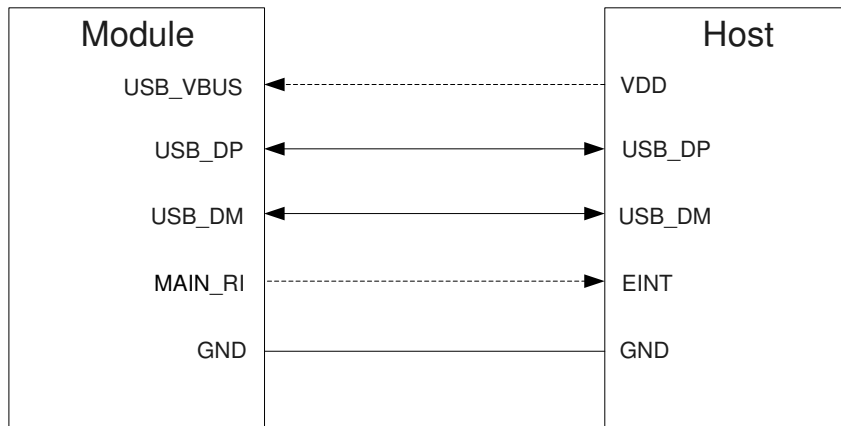 Module Host
USB_VBUS VDD
USB_DP USB_DP
USB_DM USB_DM
MAIN_RI EINT
GND GND